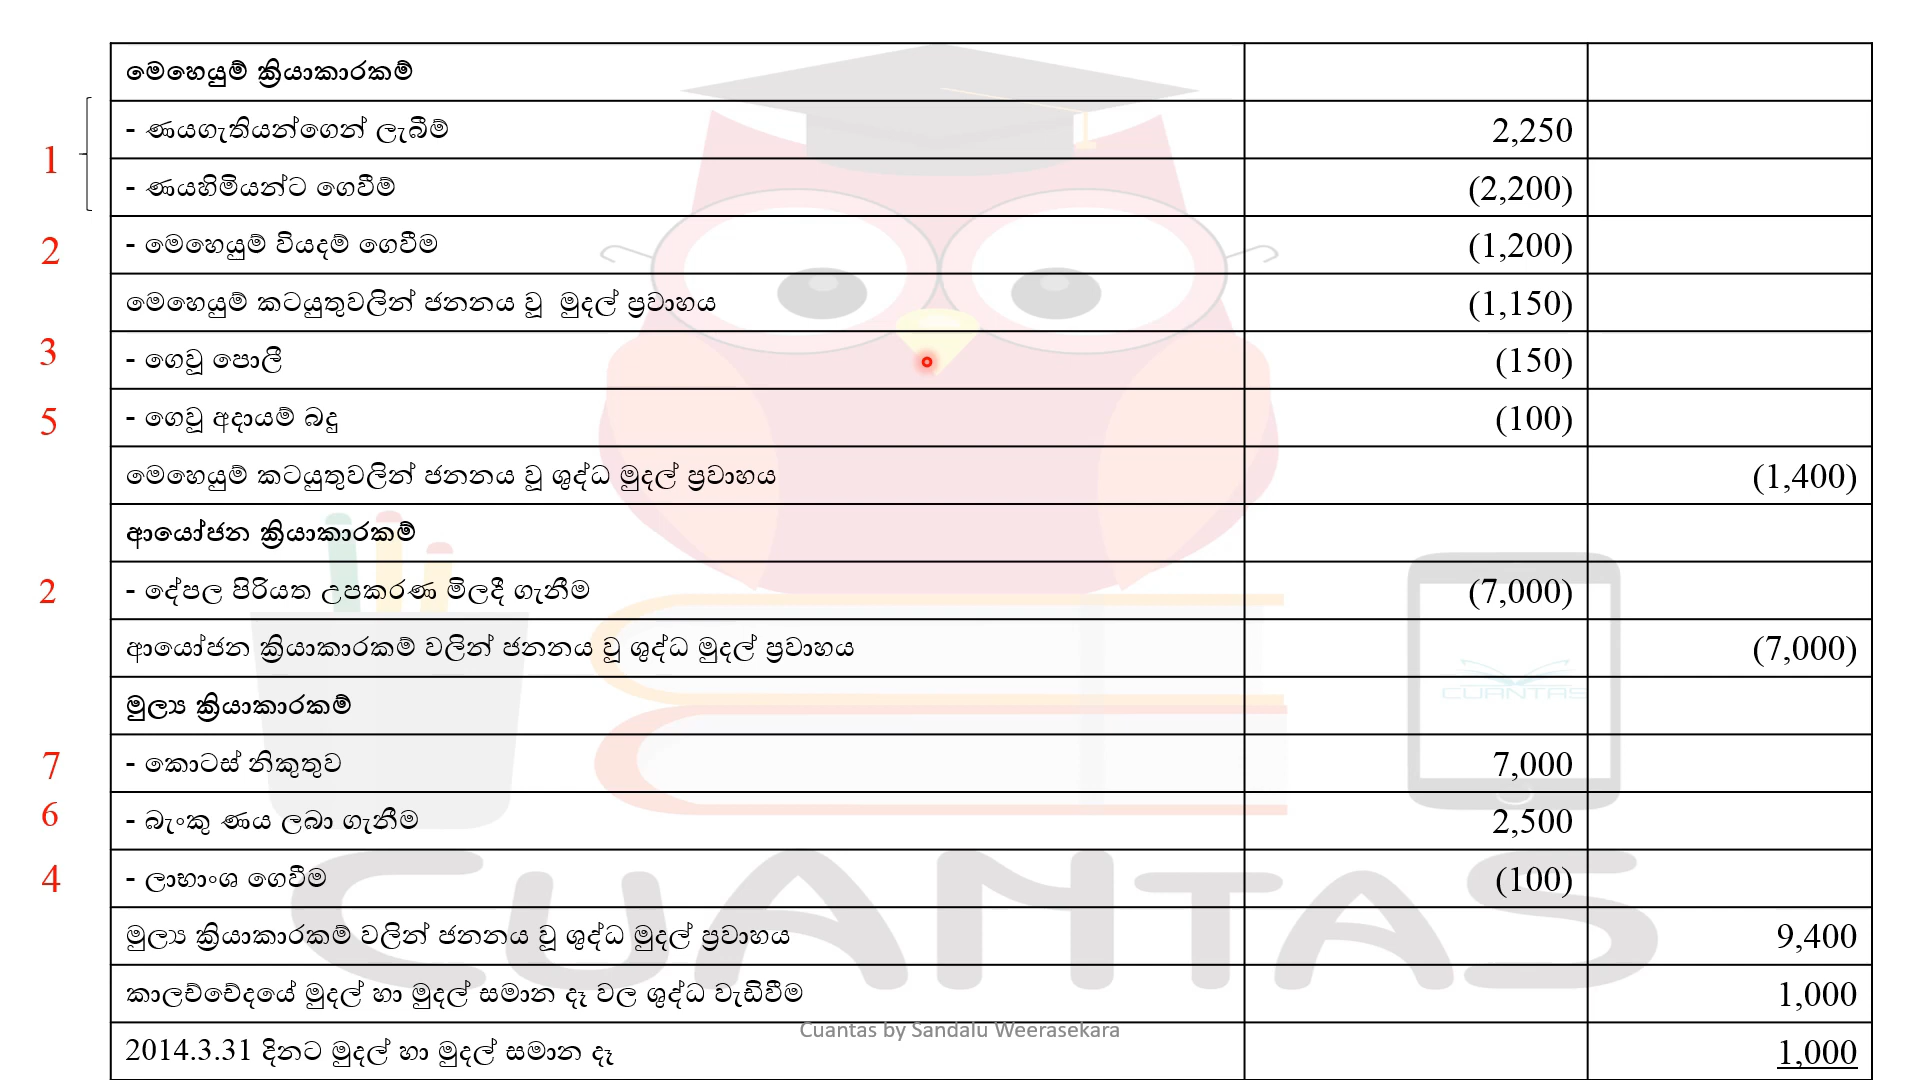 මෙහෙයුම් ක්‍රියාකාරකම්
1
- ණයගැතියන්ගෙන් ලැබීම් 2,250
- ණයහිමියන්ට ගෙවීම් (2,200)
2 - මෙහෙයුම් වියදම් ගෙවීම (1,200)
මෙහෙයුම් කටයුතුවලින් ජනනය වූ මුදල් ප්‍රවාහය (1,150)
3 - ගෙවූ පොලී (150)
5 - ගෙවූ අදායම් බදු (100)
මෙහෙයුම් කටයුතුවලින් ජනනය වූ ශුද්ධ මුදල් ප්‍රවාහය (1,400)
ආයෝජන ක්‍රියාකාරකම්
2 - දේපල පිරියත උපකරණ මිලදී ගැනීම (7,000)
ආයෝජන ක්‍රියාකාරකම් වලින් ජනනය වූ ශුද්ධ මුදල් ප්‍රවාහය (7,000)
CUANTAS
මුල්‍ය ක්‍රියාකාරකම්
7 - කොටස් නිකුතුව 7,000
6 - බැංකු ණය ලබා ගැනීම 2,500
4 - ලාභාංශ ගෙවීම (100)
CUANTAS
මුල්‍ය ක්‍රියාකාරකම් වලින් ජනනය වූ ශුද්ධ මුදල් ප්‍රවාහය 9,400
කාලච්චේදයේ මුදල් හා මුදල් සමාන දෑ වල ශුද්ධ වැඩිවීම 1,000
Cuantas by Sandalu Weerasekara
2014.3.31 දිනට මුදල් හා මුදල් සමාන දෑ 1,000